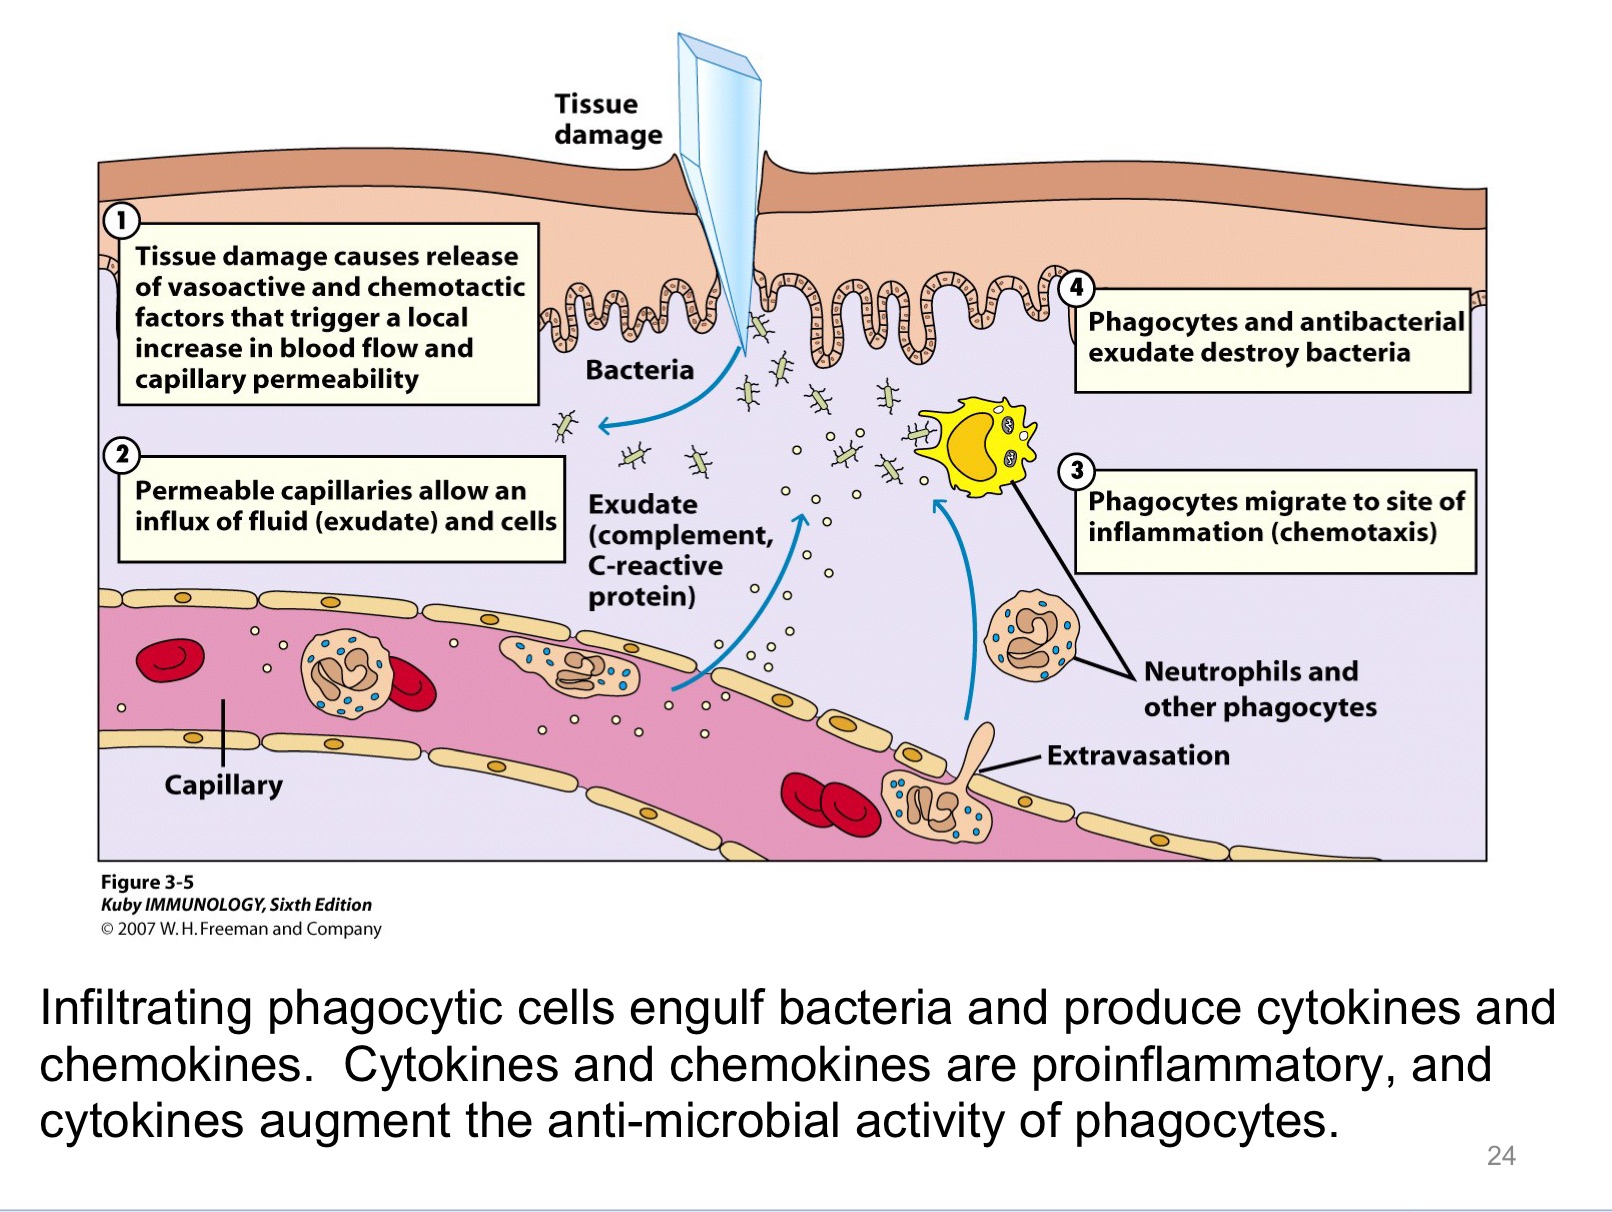 Tissue
damage
1
Tissue damage causes release
of vasoactive and chemotactic
factors that trigger a local
increase in blood flow and
capillary permeability
4
Phagocytes and antibacterial
exudate destroy bacteria
Bacteria
2
Permeable capillaries allow an
influx of fluid (exudate) and cells
3
Phagocytes migrate to site of
inflammation (chemotaxis)
Exudate
(complement,
C-reactive
protein)
Neutrophils and
other phagocytes
Extravasation
Capillary
Figure 3-5
Kuby IMMUNOLOGY, Sixth Edition
© 2007 W. H. Freeman and Company
Infiltrating phagocytic cells engulf bacteria and produce cytokines and
chemokines.  Cytokines and chemokines are proinflammatory, and
cytokines augment the anti-microbial activity of phagocytes.
24